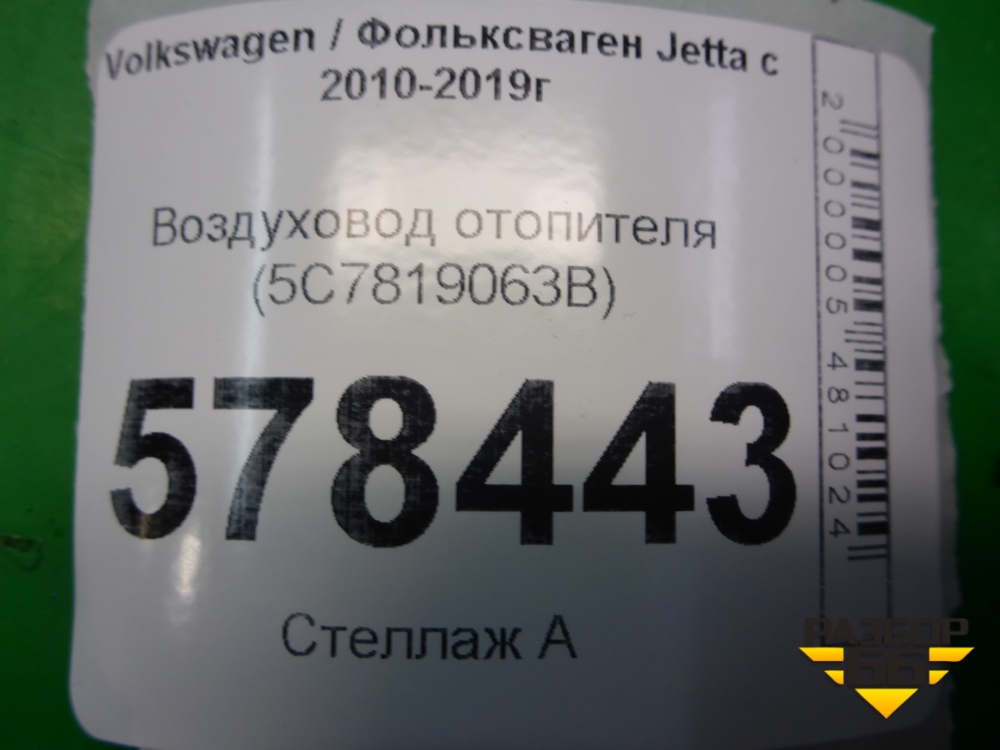 Volkswagen / Фольксваген Jetta с
2010-2019г
Воздуховод отопителя
(5C7819063B)
578443
Стеллаж А
2000005481024
РАЗБОР
66